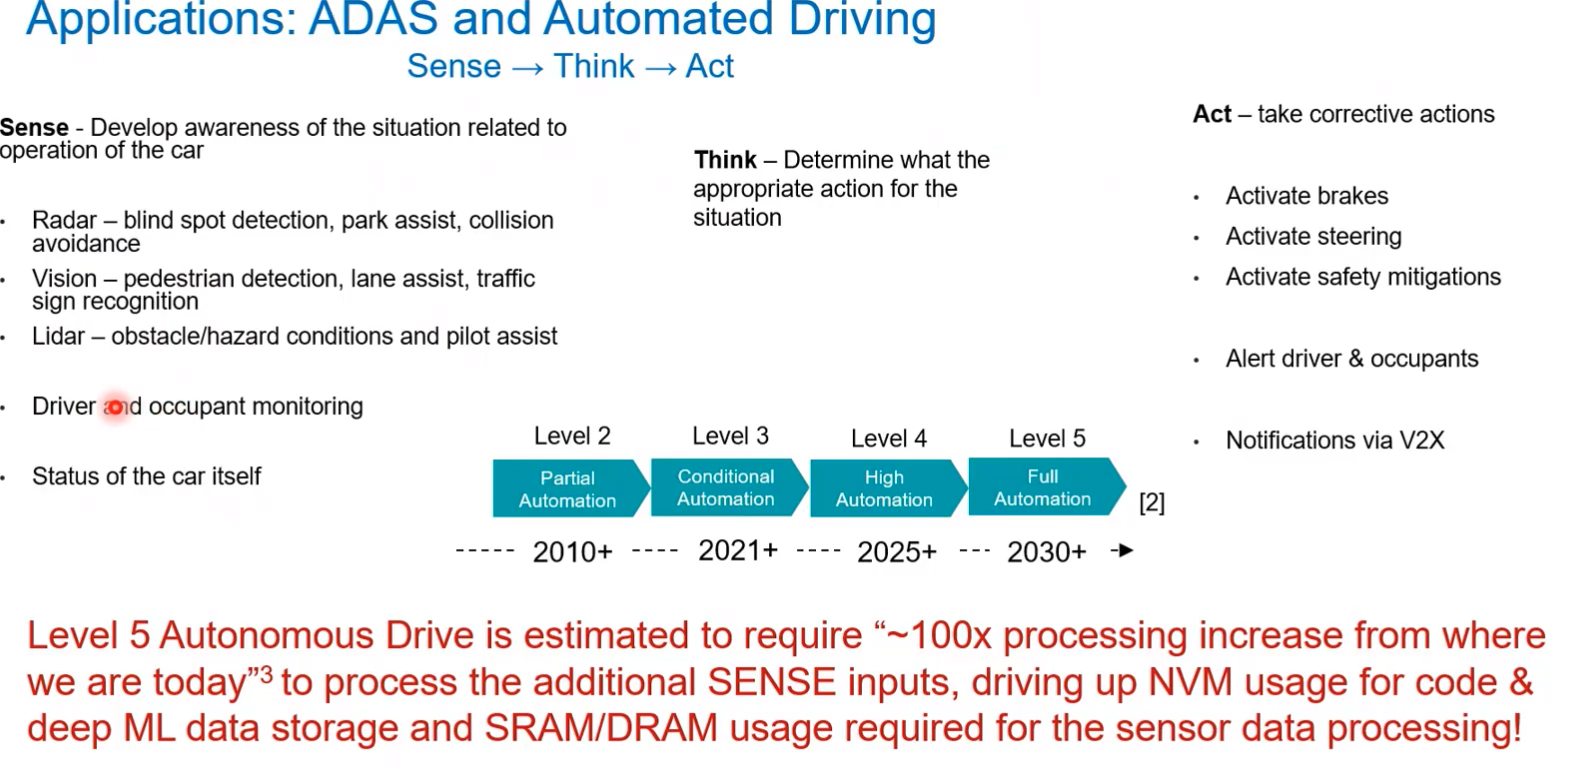 Applications: ADAS and Automated Driving
Sense → Think → Act
Sense - Develop awareness of the situation related to
operation of the car
· Radar – blind spot detection, park assist, collision
avoidance
· Vision – pedestrian detection, lane assist, traffic
sign recognition
· Lidar – obstacle/hazard conditions and pilot assist
· Driver and occupant monitoring
· Status of the car itself
Think – Determine what the
appropriate action for the
situation
Act – take corrective actions
· Activate brakes
· Activate steering
· Activate safety mitigations
· Alert driver & occupants
· Notifications via V2X
Level 2 Level 3 Level 4 Level 5
Partial Conditional High Full
Automation Automation Automation Automation
[2]
----- 2010+ ---- 2021+ ---- 2025+ --- 2030+
Level 5 Autonomous Drive is estimated to require “~100x processing increase from where
we are today”³ to process the additional SENSE inputs, driving up NVM usage for code &
deep ML data storage and SRAM/DRAM usage required for the sensor data processing!